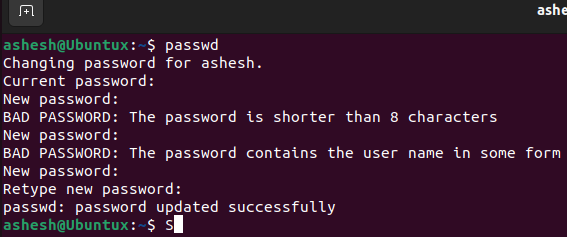 ashe
ashesh@Ubuntux:~$ passwd
Changing password for ashesh.
Current password:
New password:
BAD PASSWORD: The password is shorter than 8 characters
New password:
BAD PASSWORD: The password contains the user name in some form
New password:
Retype new password:
passwd: password updated successfully
ashesh@Ubuntux:~$ S